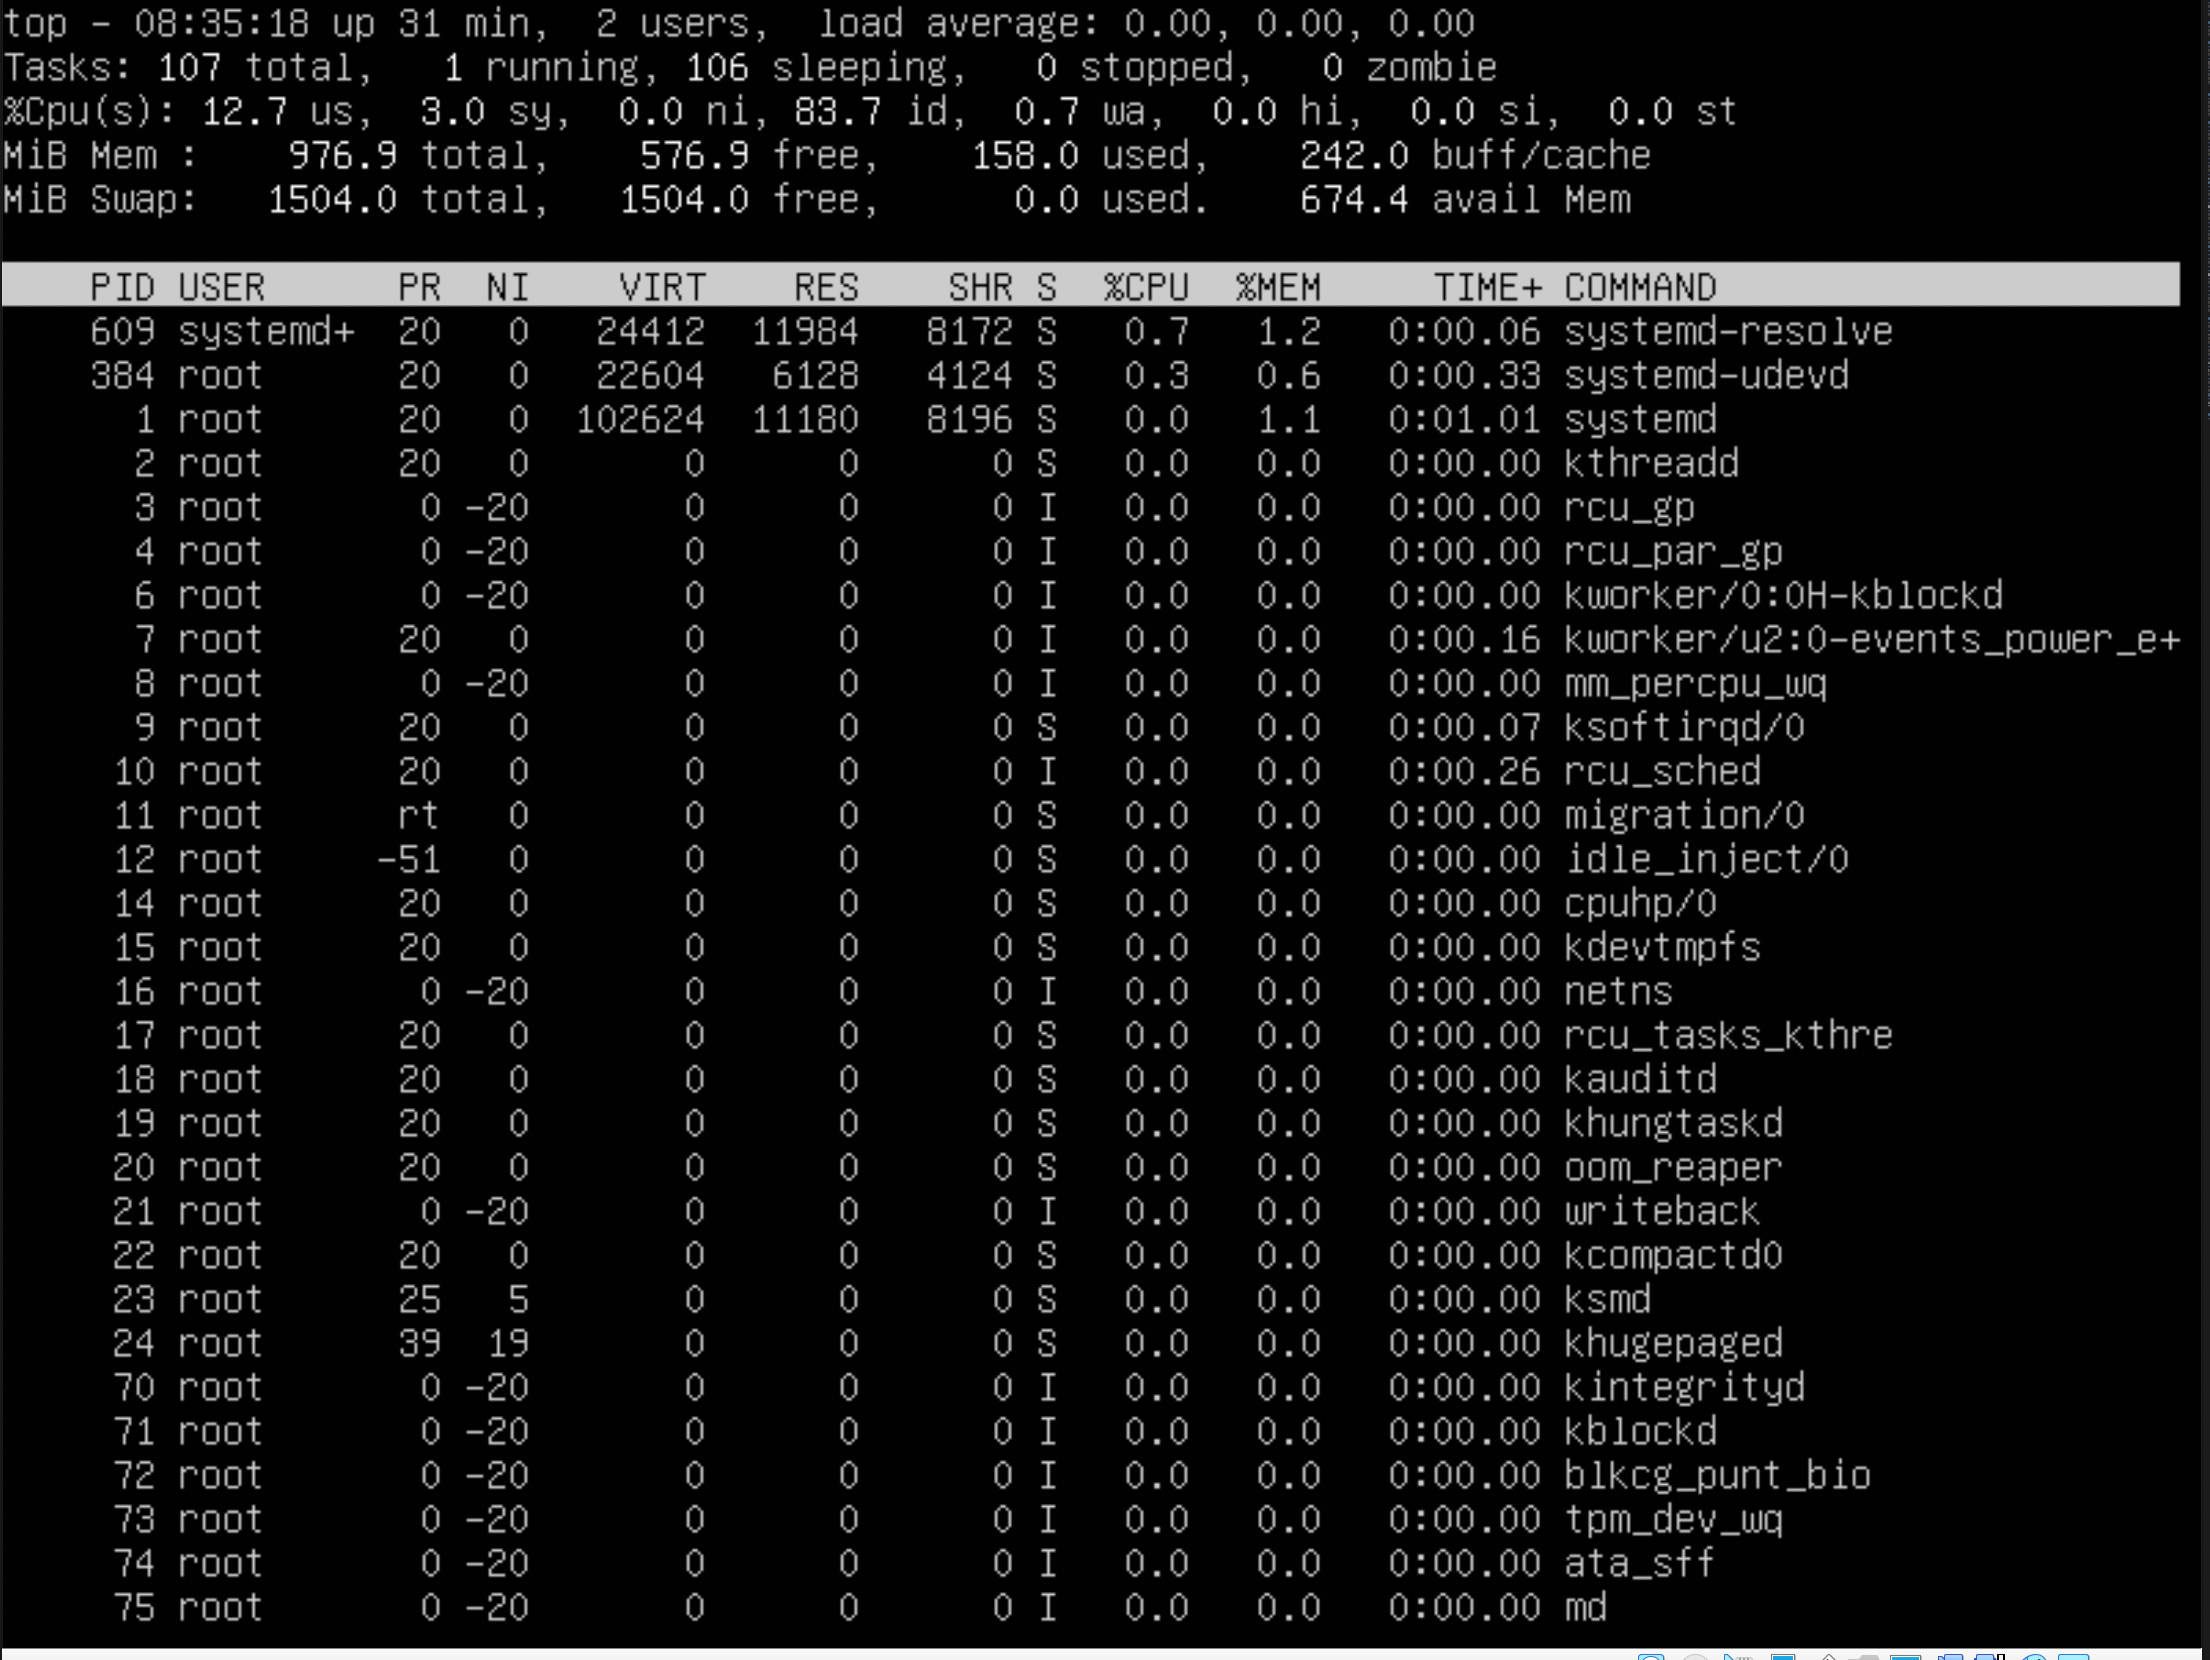 top - 08:35:18 up 31 min,  2 users,  load average: 0.00, 0.00, 0.00
Tasks: 107 total,   1 running, 106 sleeping,   0 stopped,   0 zombie
%Cpu(s): 12.7 us,  3.0 sy,  0.0 ni, 83.7 id,  0.7 wa,  0.0 hi,  0.0 si,  0.0 st
MiB Mem :    976.9 total,    576.9 free,    158.0 used,    242.0 buff/cache
MiB Swap:   1504.0 total,   1504.0 free,      0.0 used.    674.4 avail Mem
PID USER PR NI VIRT RES SHR S %CPU %MEM TIME+ COMMAND
609 systemd+ 20 0 24412 11984 8172 S 0.7 1.2 0:00.06 systemd-resolve
384 root 20 0 22604 6128 4124 S 0.3 0.6 0:00.33 systemd-udevd
1 root 20 0 102624 11180 8196 S 0.0 1.1 0:01.01 systemd
2 root 20 0 0 0 0 S 0.0 0.0 0:00.00 kthreadd
3 root 0 -20 0 0 0 I 0.0 0.0 0:00.00 rcu_gp
4 root 0 -20 0 0 0 I 0.0 0.0 0:00.00 rcu_par_gp
6 root 0 -20 0 0 0 I 0.0 0.0 0:00.00 kworker/0:0H-kblockd
7 root 20 0 0 0 0 I 0.0 0.0 0:00.16 kworker/u2:0-events_power_e+
8 root 0 -20 0 0 0 I 0.0 0.0 0:00.00 mm_percpu_wq
9 root 20 0 0 0 0 S 0.0 0.0 0:00.07 ksoftirqd/0
10 root 20 0 0 0 0 I 0.0 0.0 0:00.26 rcu_sched
11 root rt 0 0 0 0 S 0.0 0.0 0:00.00 migration/0
12 root -51 0 0 0 0 S 0.0 0.0 0:00.00 idle_inject/0
14 root 20 0 0 0 0 S 0.0 0.0 0:00.00 cpuhp/0
15 root 20 0 0 0 0 S 0.0 0.0 0:00.00 kdevtmpfs
16 root 0 -20 0 0 0 I 0.0 0.0 0:00.00 netns
17 root 20 0 0 0 0 S 0.0 0.0 0:00.00 rcu_tasks_kthre
18 root 20 0 0 0 0 S 0.0 0.0 0:00.00 kauditd
19 root 20 0 0 0 0 S 0.0 0.0 0:00.00 khungtaskd
20 root 20 0 0 0 0 S 0.0 0.0 0:00.00 oom_reaper
21 root 0 -20 0 0 0 I 0.0 0.0 0:00.00 writeback
22 root 20 0 0 0 0 S 0.0 0.0 0:00.00 kcompactd0
23 root 25 5 0 0 0 S 0.0 0.0 0:00.00 ksmd
24 root 39 19 0 0 0 S 0.0 0.0 0:00.00 khugepaged
70 root 0 -20 0 0 0 I 0.0 0.0 0:00.00 kintegrityd
71 root 0 -20 0 0 0 I 0.0 0.0 0:00.00 kblockd
72 root 0 -20 0 0 0 I 0.0 0.0 0:00.00 blkcg_punt_bio
73 root 0 -20 0 0 0 I 0.0 0.0 0:00.00 tpm_dev_wq
74 root 0 -20 0 0 0 I 0.0 0.0 0:00.00 ata_sff
75 root 0 -20 0 0 0 I 0.0 0.0 0:00.00 md